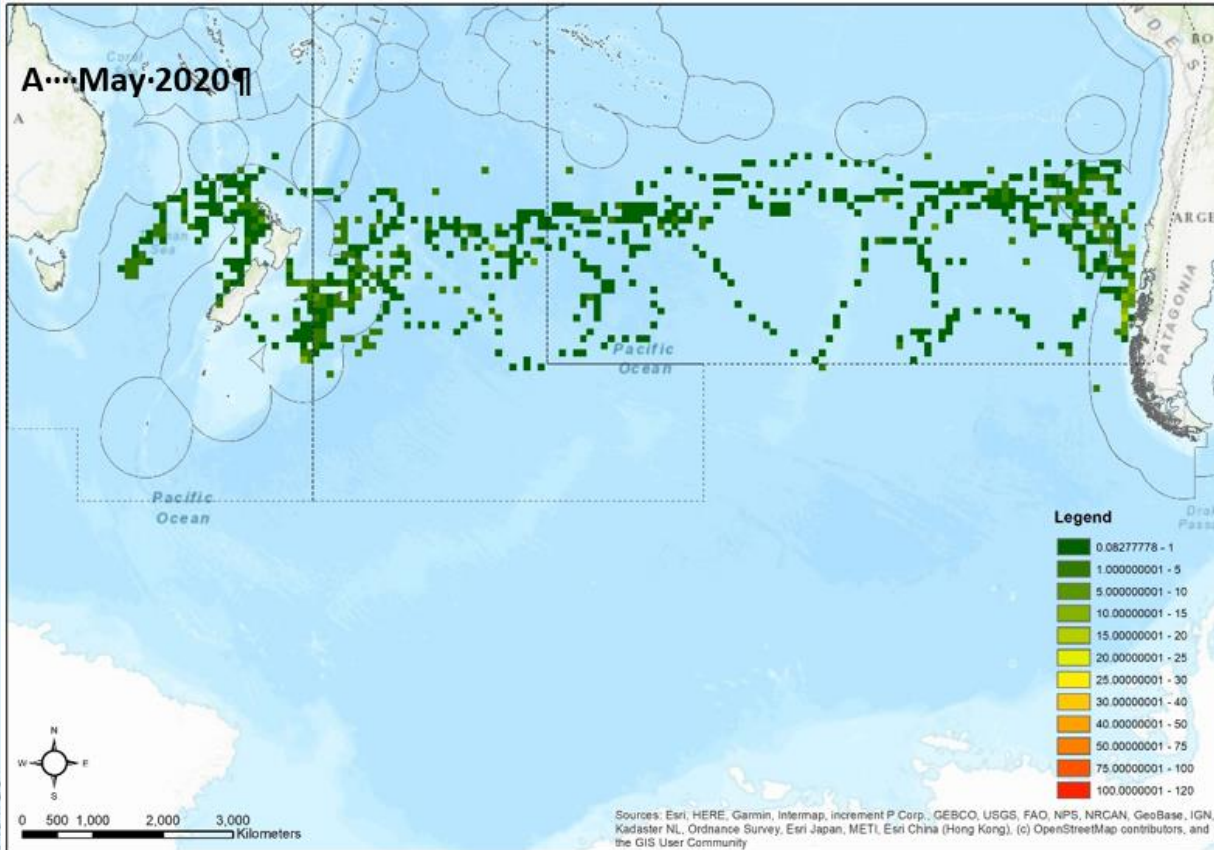 A····May·2020¶
Coral
N
D
E
S
BO
A
ARGE
PATAGONIA
Pacific
Ocean
Pacific
Ocean
Legend
0.08277778 - 1
1.000000001 - 5
5.000000001 - 10
10.00000001 - 15
15.00000001 - 20
20.00000001 - 25
25.00000001 - 30
30.00000001 - 40
40.00000001 - 50
50.00000001 - 75
75.00000001 - 100
100.0000001 - 120
N
W E
S
0 500 1,000 2,000 3,000
Kilometers
Sources: Esri, HERE, Garmin, Intermap, increment P Corp., GEBCO, USGS, FAO, NPS, NRCAN, GeoBase, IGN,
Kadaster NL, Ordnance Survey, Esri Japan, METI, Esri China (Hong Kong), (c) OpenStreetMap contributors, and
the GIS User Community